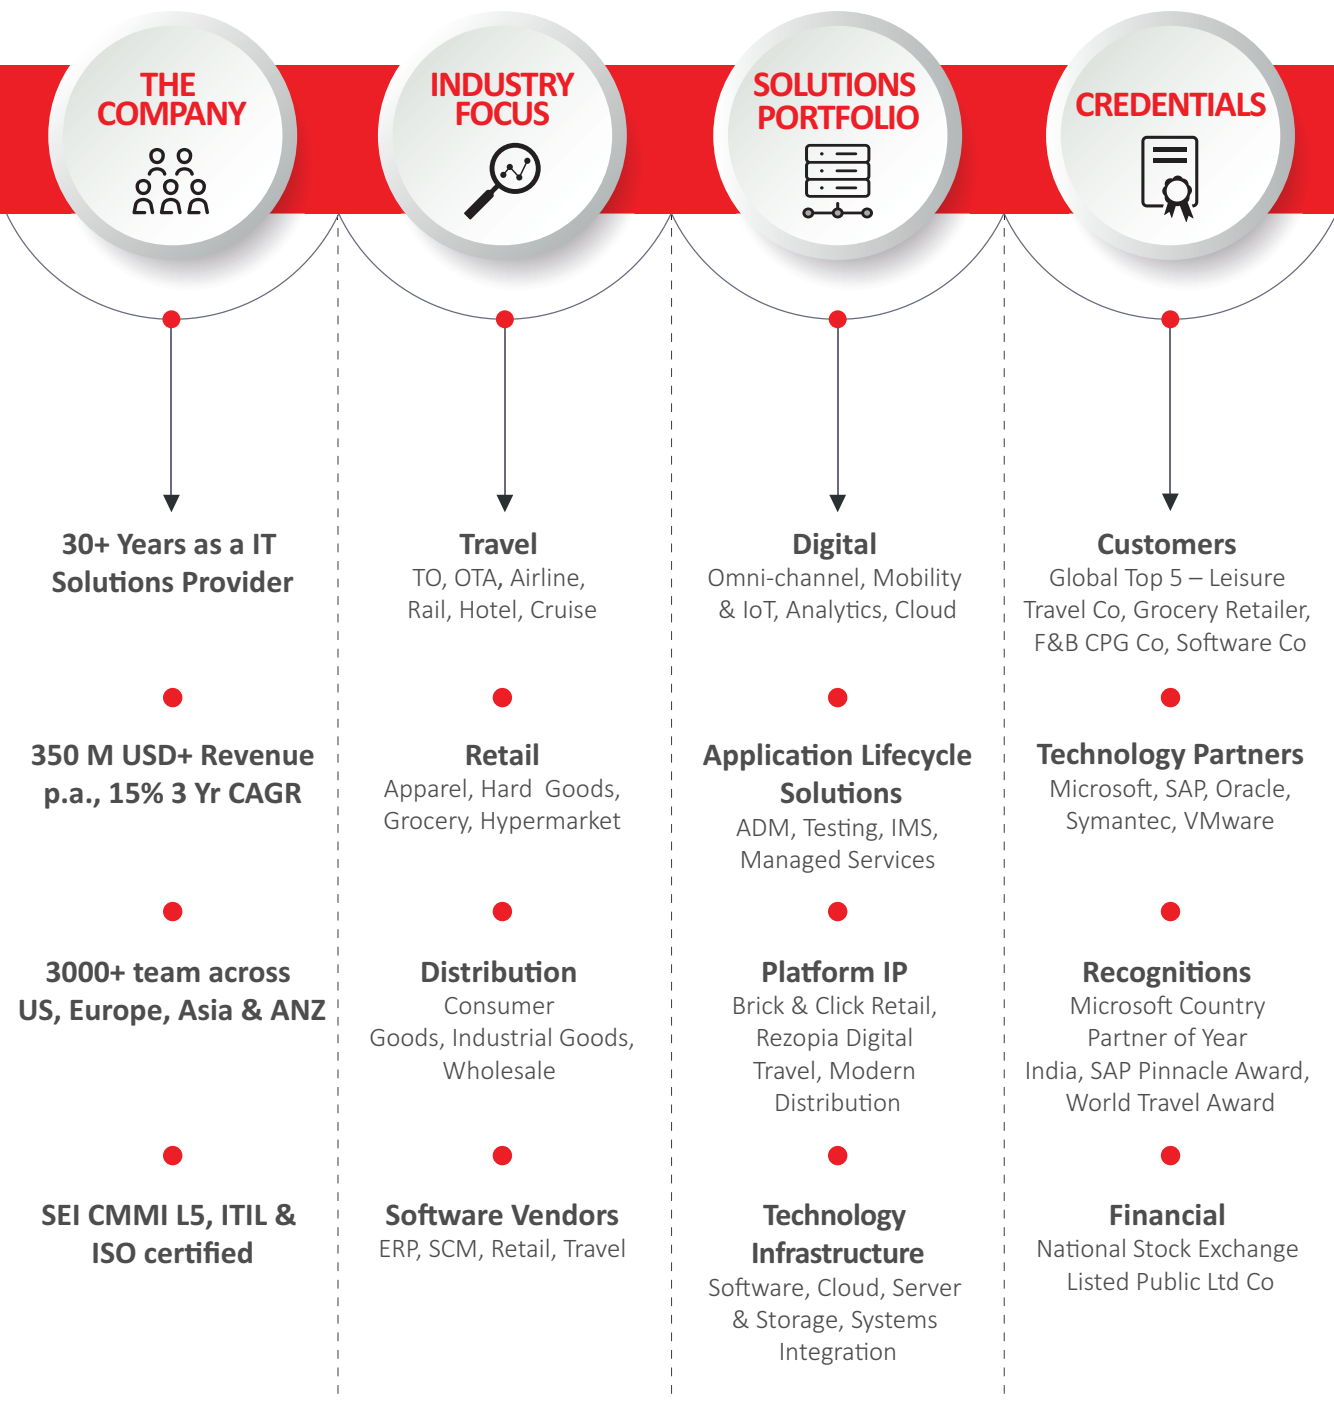 THE
COMPANY
30+ Years as a IT
Solutions Provider
350 M USD+ Revenue
p.a., 15% 3 Yr CAGR
3000+ team across
US, Europe, Asia & ANZ
SEI CMMI L5, ITIL &
ISO certified
INDUSTRY
FOCUS
Travel
TO, OTA, Airline,
Rail, Hotel, Cruise
Retail
Apparel, Hard Goods,
Grocery, Hypermarket
Distribution
Consumer
Goods, Industrial Goods,
Wholesale
Software Vendors
ERP, SCM, Retail, Travel
SOLUTIONS
PORTFOLIO
Digital
Omni-channel, Mobility
& IoT, Analytics, Cloud
Application Lifecycle
Solutions
ADM, Testing, IMS,
Managed Services
Platform IP
Brick & Click Retail,
Rezopia Digital
Travel, Modern
Distribution
Technology
Infrastructure
Software, Cloud, Server
& Storage, Systems
Integration
CREDENTIALS
Customers
Global Top 5 – Leisure
Travel Co, Grocery Retailer,
F&B CPG Co, Software Co
Technology Partners
Microsoft, SAP, Oracle,
Symantec, VMware
Recognitions
Microsoft Country
Partner of Year
India, SAP Pinnacle Award,
World Travel Award
Financial
National Stock Exchange
Listed Public Ltd Co